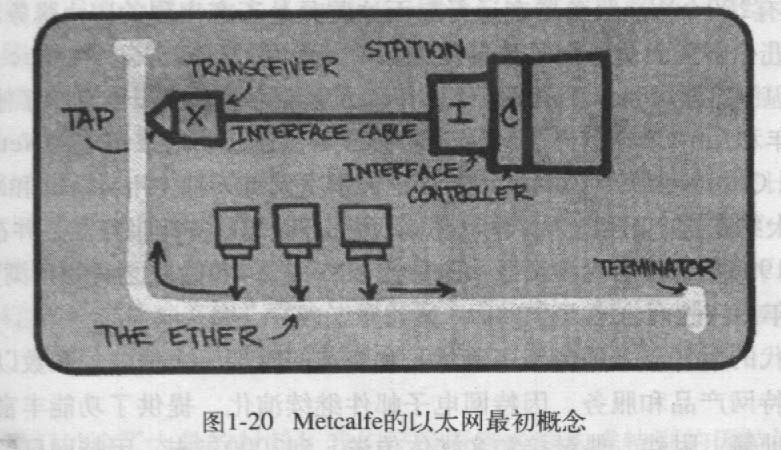 STATION
TRANSCEIVER
TAP
X
I
C
INTERFACE CABLE
INTERFACE
CONTROLLER
TERMINATOR
THE ETHER
图1-20 Metcalfe的以太网最初概念